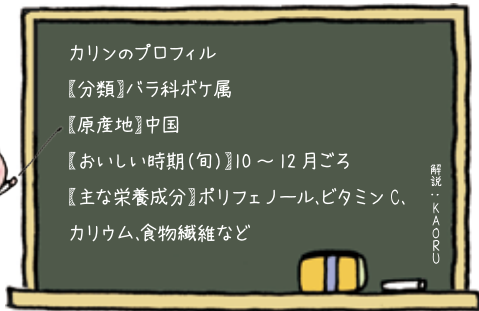 カリンのプロフィル
〖分類〗バラ科ボケ属
〖原産地〗中国
〖おいしい時期(旬)〗10～12月ごろ
〖主な栄養成分〗ポリフェノール、ビタミンC、
カリウム、食物繊維など
解説：KAORU